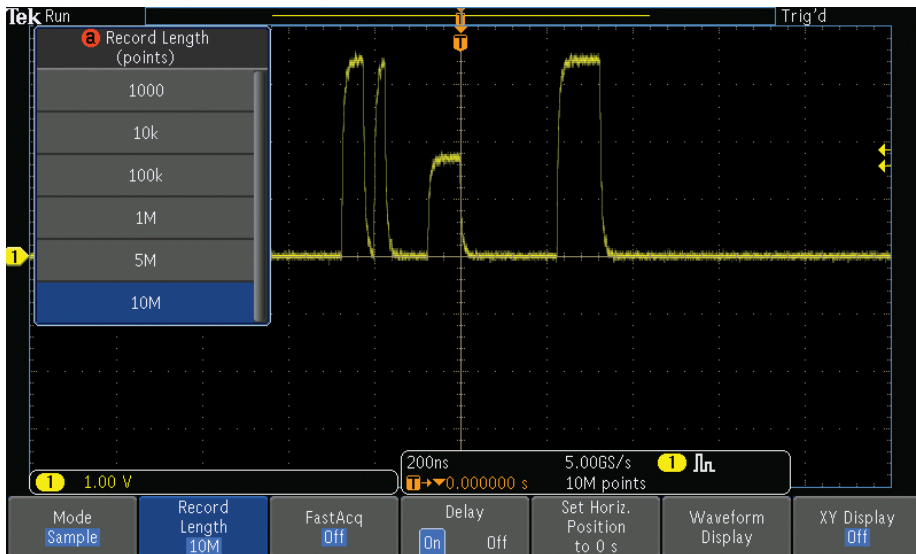 Tek Run
Trig'd
T
T
a Record Length
(points)
1000
10k
100k
1M
5M
10M
1
1 1.00 V
200ns 5.00GS/s 1
T→▼0.000000 s 10M points
Mode
Sample
Record
Length
10M
FastAcq
Off
Delay
On Off
Set Horiz.
Position
to 0 s
Waveform
Display
XY Display
Off